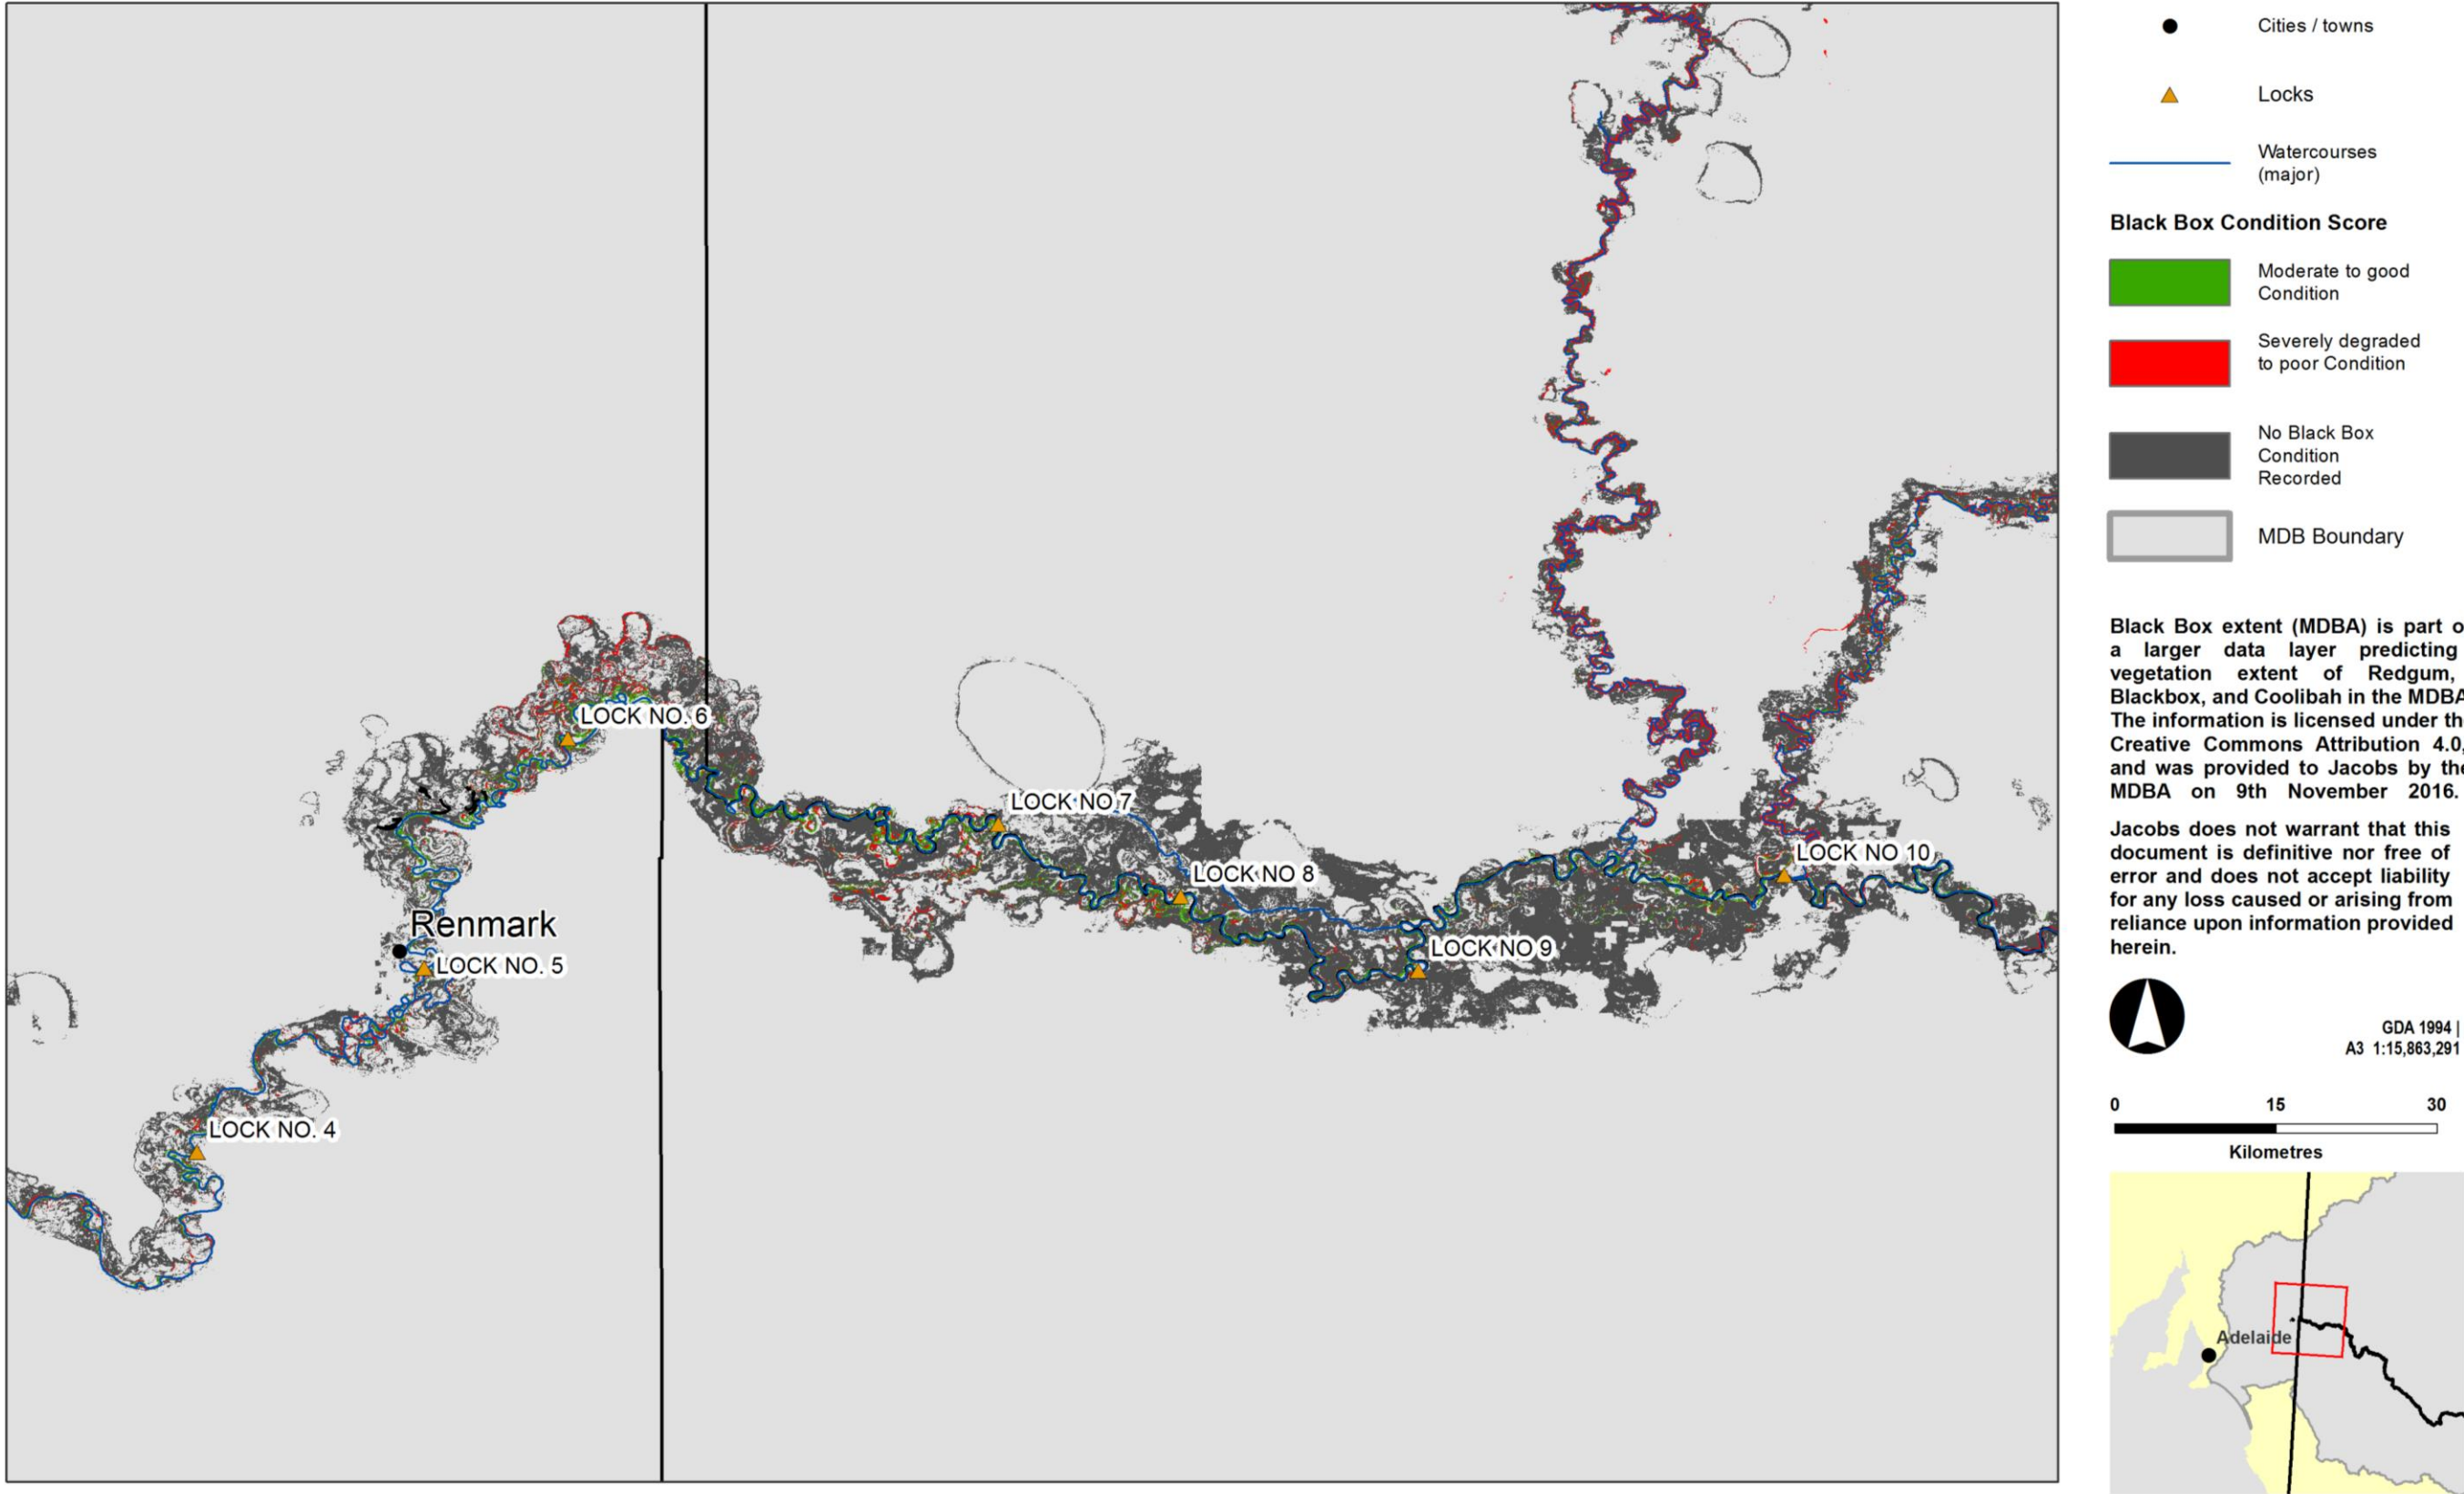 LOCK NO. 6
LOCK NO 7
LOCK NO 8
LOCK NO 10
Renmark
LOCK NO 9
LOCK NO. 5
LOCK NO. 4
Cities / towns
Locks
Watercourses
(major)
Black Box Condition Score
Moderate to good
Condition
Severely degraded
to poor Condition
No Black Box
Condition
Recorded
MDB Boundary
Black Box extent (MDBA) is part o
a larger data layer predicting
vegetation extent of Redgum,
Blackbox, and Coolibah in the MDBA
The information is licensed under th
Creative Commons Attribution 4.0,
and was provided to Jacobs by the
MDBA on 9th November 2016.
Jacobs does not warrant that this
document is definitive nor free of
error and does not accept liability
for any loss caused or arising from
reliance upon information provided
herein.
GDA 1994 |
A3 1:15,863,291
0 15 30
Kilometres
Adelaide